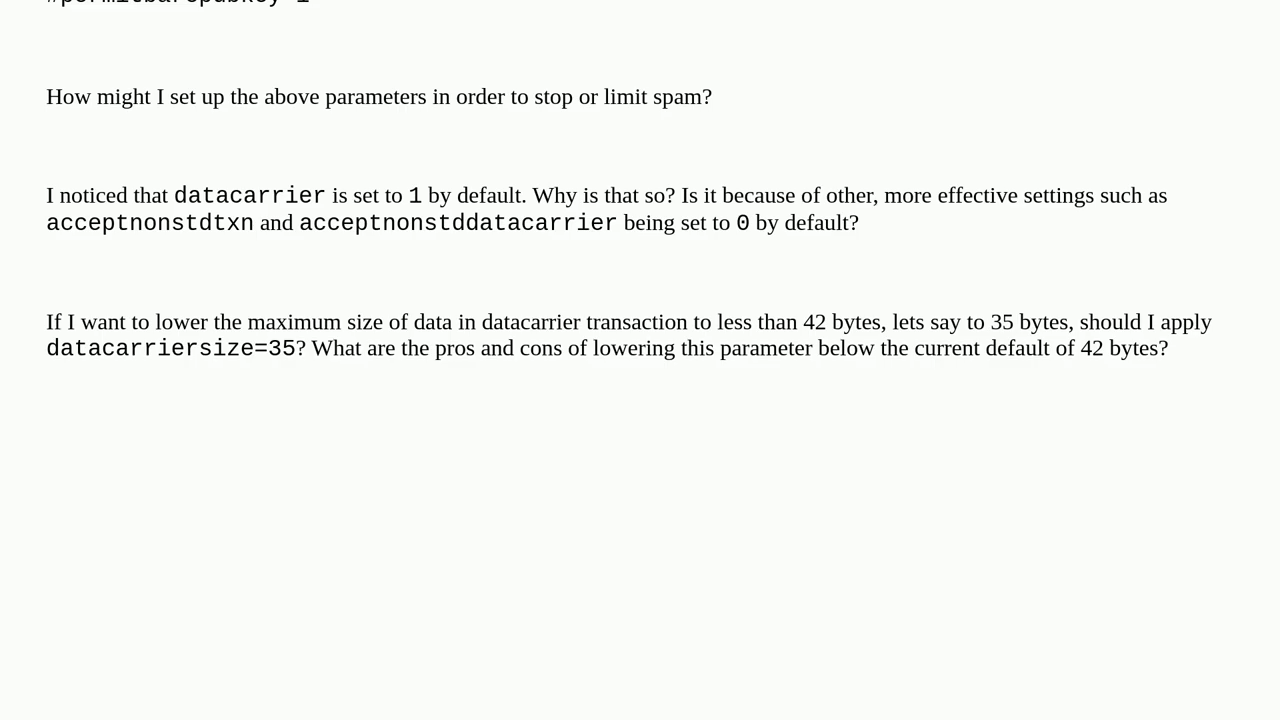 #permitbarepubkey=1
How might I set up the above parameters in order to stop or limit spam?
I noticed that datacarrier is set to 1 by default. Why is that so? Is it because of other, more effective settings such as
acceptnonstdtxn and acceptnonstddatacarrier being set to 0 by default?
If I want to lower the maximum size of data in datacarrier transaction to less than 42 bytes, lets say to 35 bytes, should I apply
datacarriersize=35? What are the pros and cons of lowering this parameter below the current default of 42 bytes?